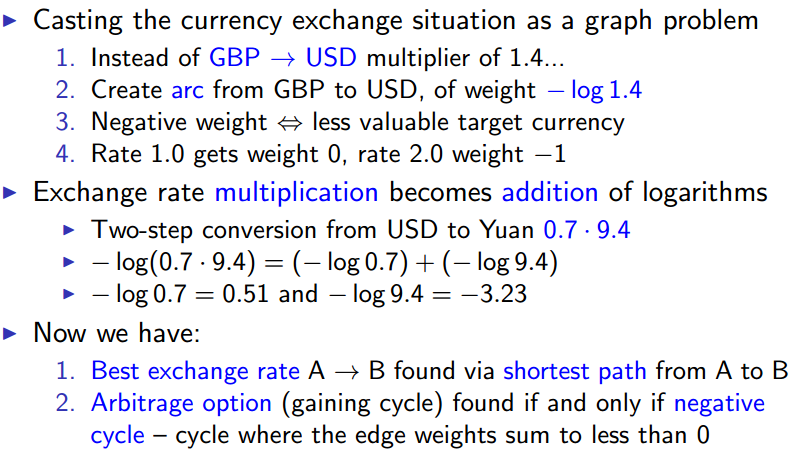 ▶ Casting the currency exchange situation as a graph problem
1. Instead of GBP → USD multiplier of 1.4...
2. Create arc from GBP to USD, of weight − log 1.4
3. Negative weight ⇔ less valuable target currency
4. Rate 1.0 gets weight 0, rate 2.0 weight −1
▶ Exchange rate multiplication becomes addition of logarithms
▶ Two-step conversion from USD to Yuan 0.7 · 9.4
▶ − log(0.7 · 9.4) = (− log 0.7) + (− log 9.4)
▶ − log 0.7 = 0.51 and − log 9.4 = −3.23
▶ Now we have:
1. Best exchange rate A → B found via shortest path from A to B
2. Arbitrage option (gaining cycle) found if and only if negative
cycle – cycle where the edge weights sum to less than 0